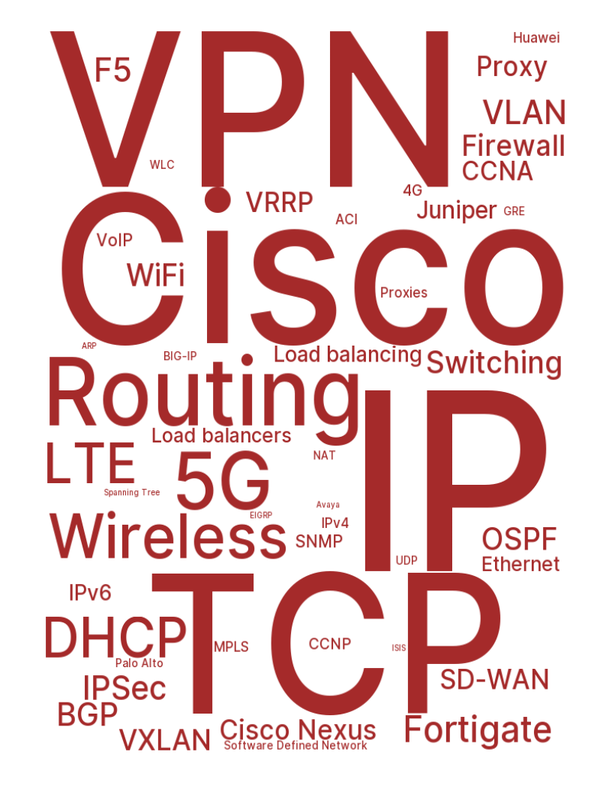 VPN
Huawei
F5
Proxy
VLAN
Firewall
WLC
CCNA
4G
VRRP
Juniper
GRE
ACI
Cisco
VoIP
WiFi
Proxies
ARP
BIG-IP
Load balancing
Switching
Routing
IP
Load balancers
LTE
NAT
5G
Spanning Tree
Avaya
EIGRP
IPv4
Wireless
SNMP
OSPF
UDP
Ethernet
IPv6
TCP
DHCP
MPLS
CCNP
ISIS
Palo Alto
SD-WAN
IPSec
BGP
Fortigate
Cisco Nexus
VXLAN
Software Defined Network